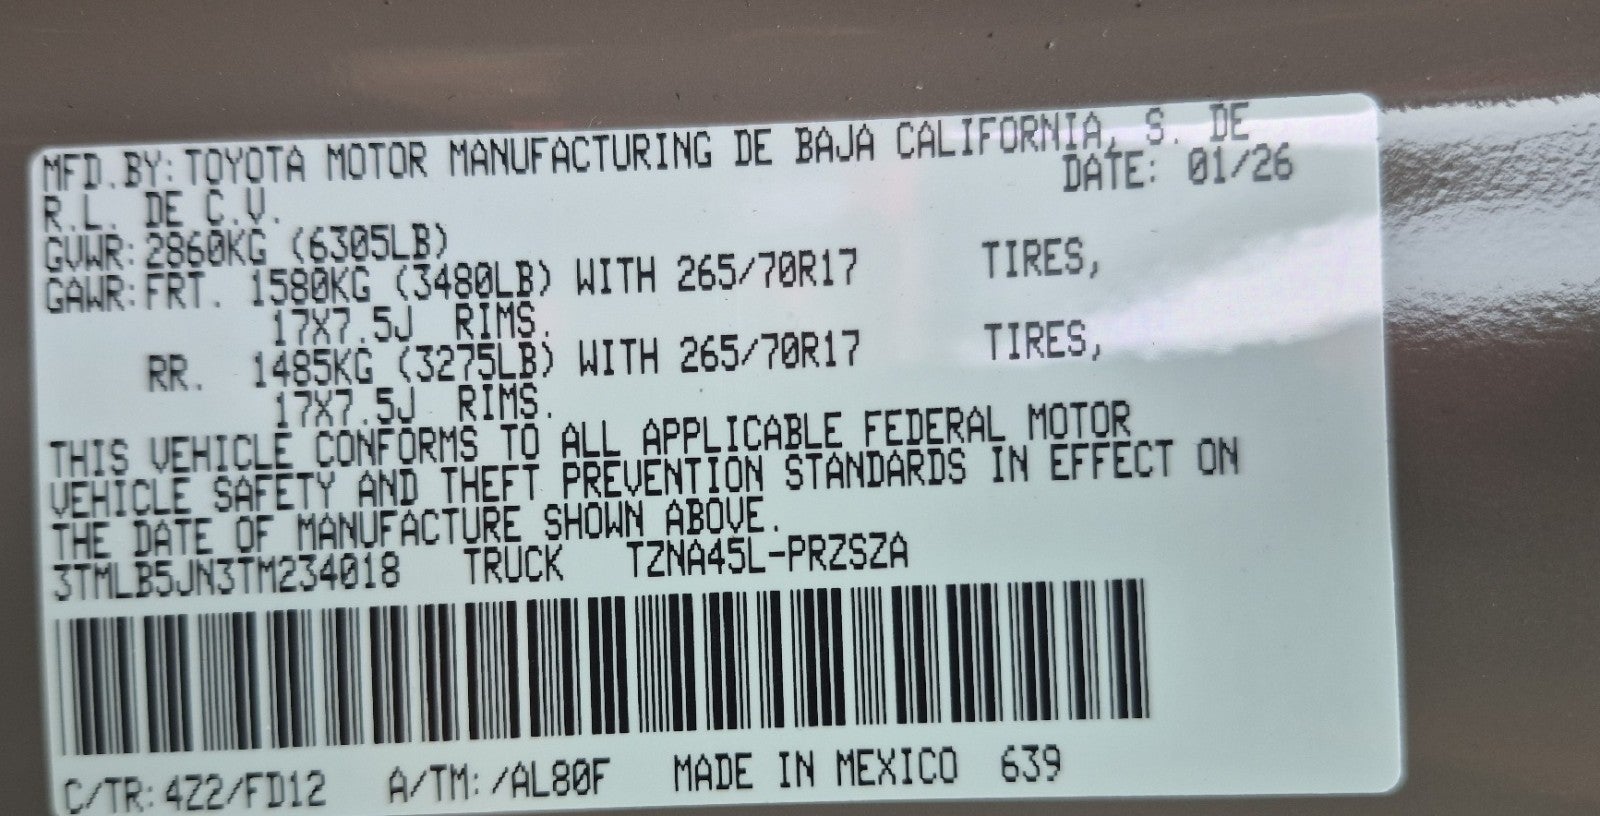 MFD.BY: TOYOTA MOTOR MANUFACTURING DE BAJA CALIFORNIA, S. DE
R.L. DE C.V. DATE: 01/26
GVWR: 2860KG (6305LB)
GAWR: FRT. 1580KG (3480LB) WITH 265/70R17 TIRES,
17X7.5J RIMS.
RR. 1485KG (3275LB) WITH 265/70R17 TIRES,
17X7.5J RIMS.
THIS VEHICLE CONFORMS TO ALL APPLICABLE FEDERAL MOTOR
VEHICLE SAFETY AND THEFT PREVENTION STANDARDS IN EFFECT ON
THE DATE OF MANUFACTURE SHOWN ABOVE.
3TMLB5JN3TM234018 TRUCK TZNA45L-PRZSZA
C/TR: 4Z2/FD12 A/TM: /AL80F MADE IN MEXICO 639